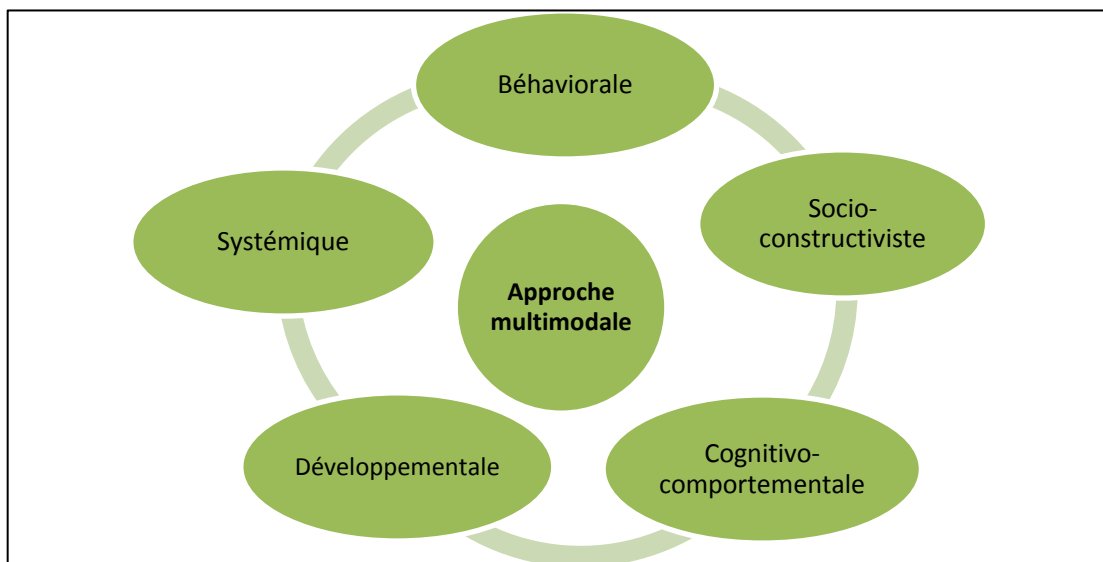 Béhaviorale
Socio-
constructiviste
Systémique
Approche
multimodale
Développementale
Cognitivo-
comportementale